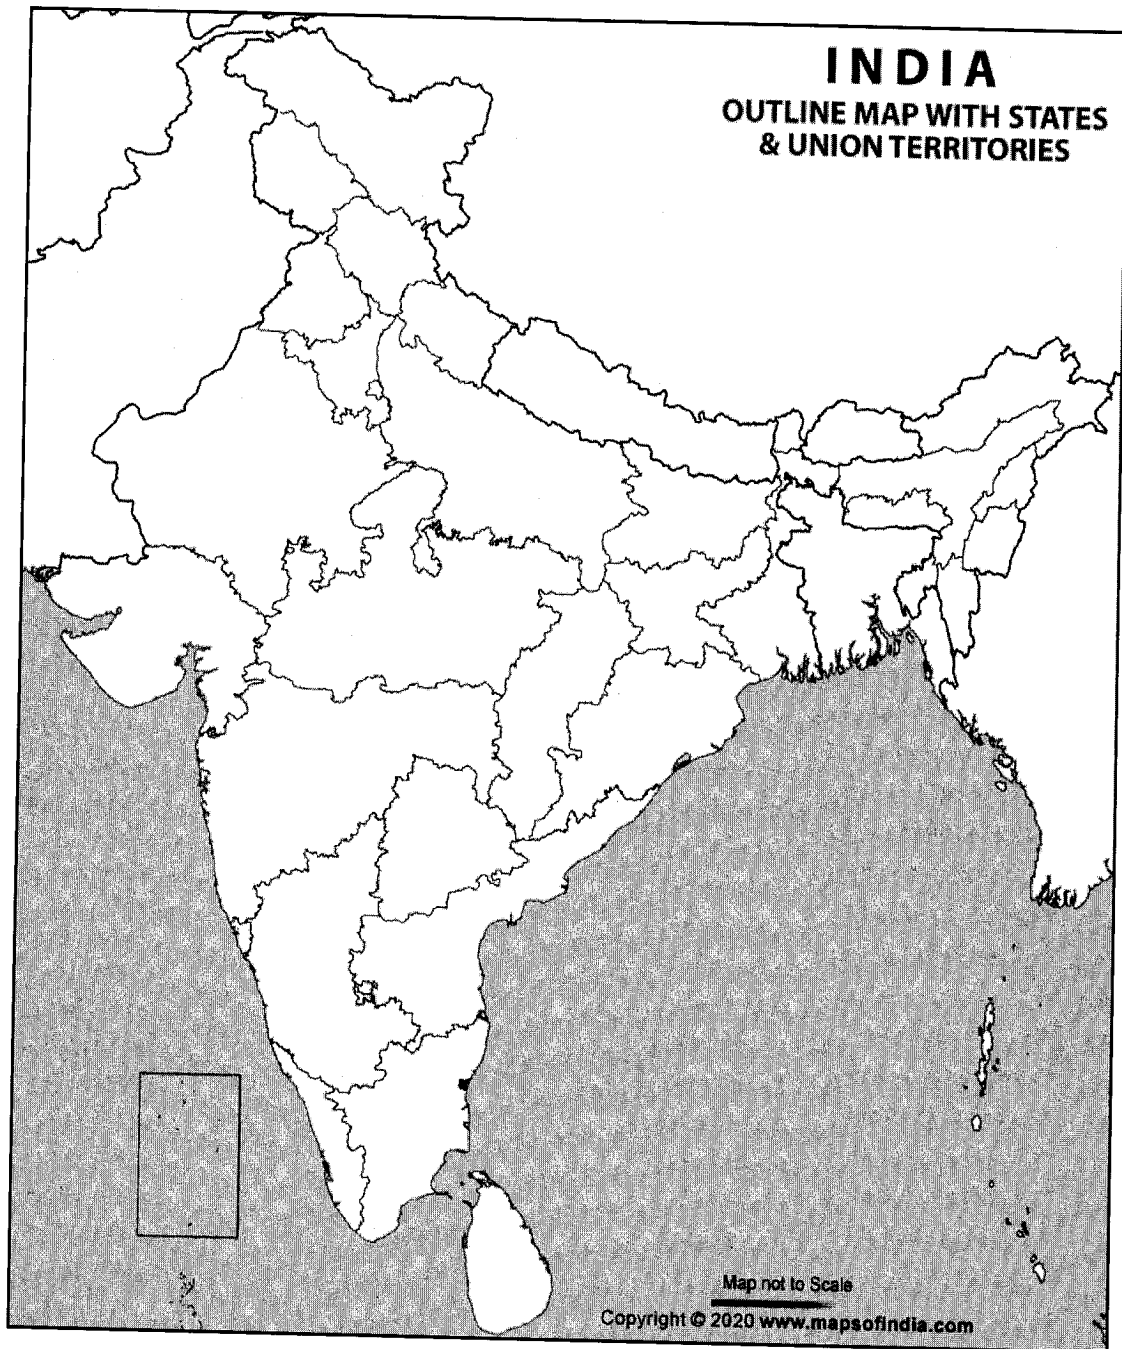 INDIA
OUTLINE MAP WITH STATES
& UNION TERRITORIES
Map not to Scale
Copyright © 2020 www.mapsofindia.com